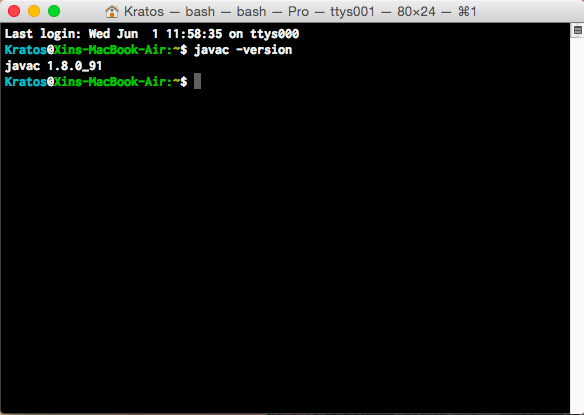 Kratos — bash — bash — Pro — ttys001 — 80×24 — ⌘1
Last login: Wed Jun  1 11:58:35 on ttys000
Kratos@Xins-MacBook-Air:~$ javac -version
javac 1.8.0_91
Kratos@Xins-MacBook-Air:~$